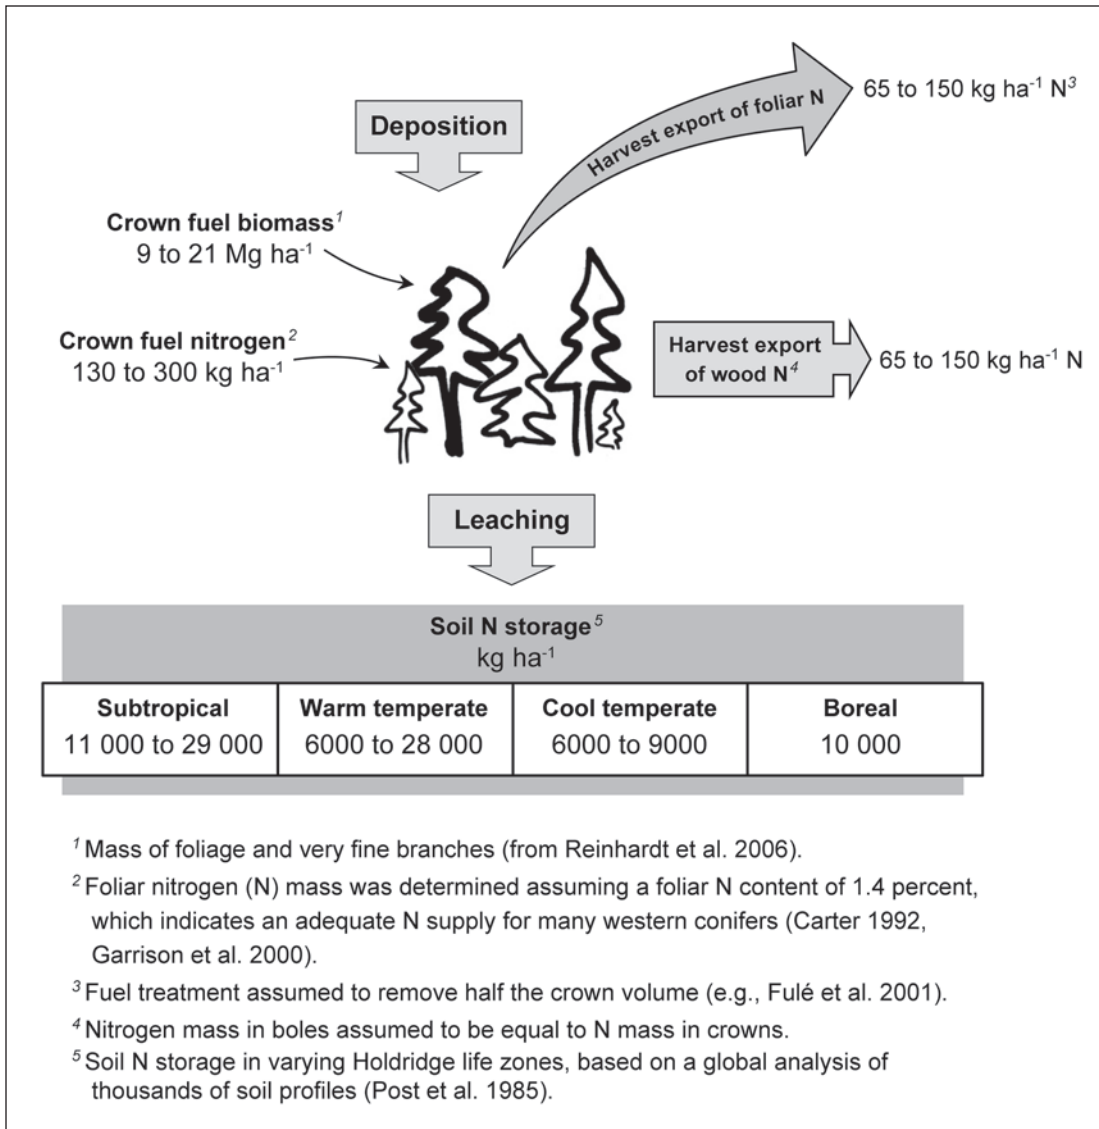 Deposition
Harvest export of foliar N
65 to 150 kg ha⁻¹ N³
Crown fuel biomass¹
9 to 21 Mg ha⁻¹
Crown fuel nitrogen²
130 to 300 kg ha⁻¹
Harvest export
of wood N⁴
65 to 150 kg ha⁻¹ N
Leaching
Soil N storage⁵
kg ha⁻¹
Subtropical
11 000 to 29 000
Warm temperate
6000 to 28 000
Cool temperate
6000 to 9000
Boreal
10 000
¹ Mass of foliage and very fine branches (from Reinhardt et al. 2006).
² Foliar nitrogen (N) mass was determined assuming a foliar N content of 1.4 percent,
which indicates an adequate N supply for many western conifers (Carter 1992,
Garrison et al. 2000).
³ Fuel treatment assumed to remove half the crown volume (e.g., Fulé et al. 2001).
⁴ Nitrogen mass in boles assumed to be equal to N mass in crowns.
⁵ Soil N storage in varying Holdridge life zones, based on a global analysis of
thousands of soil profiles (Post et al. 1985).